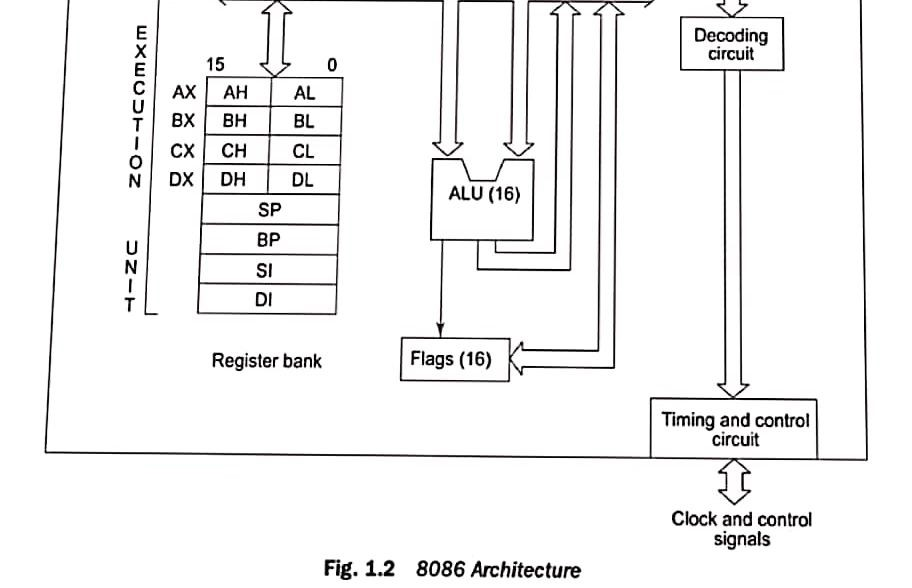 EXECUTION UNIT
15 0
AX AH AL
BX BH BL
CX CH CL
DX DH DL
SP
BP
SI
DI
Register bank
ALU (16)
Flags (16)
Decoding
circuit
Timing and control
circuit
Clock and control
signals
Fig. 1.2 8086 Architecture